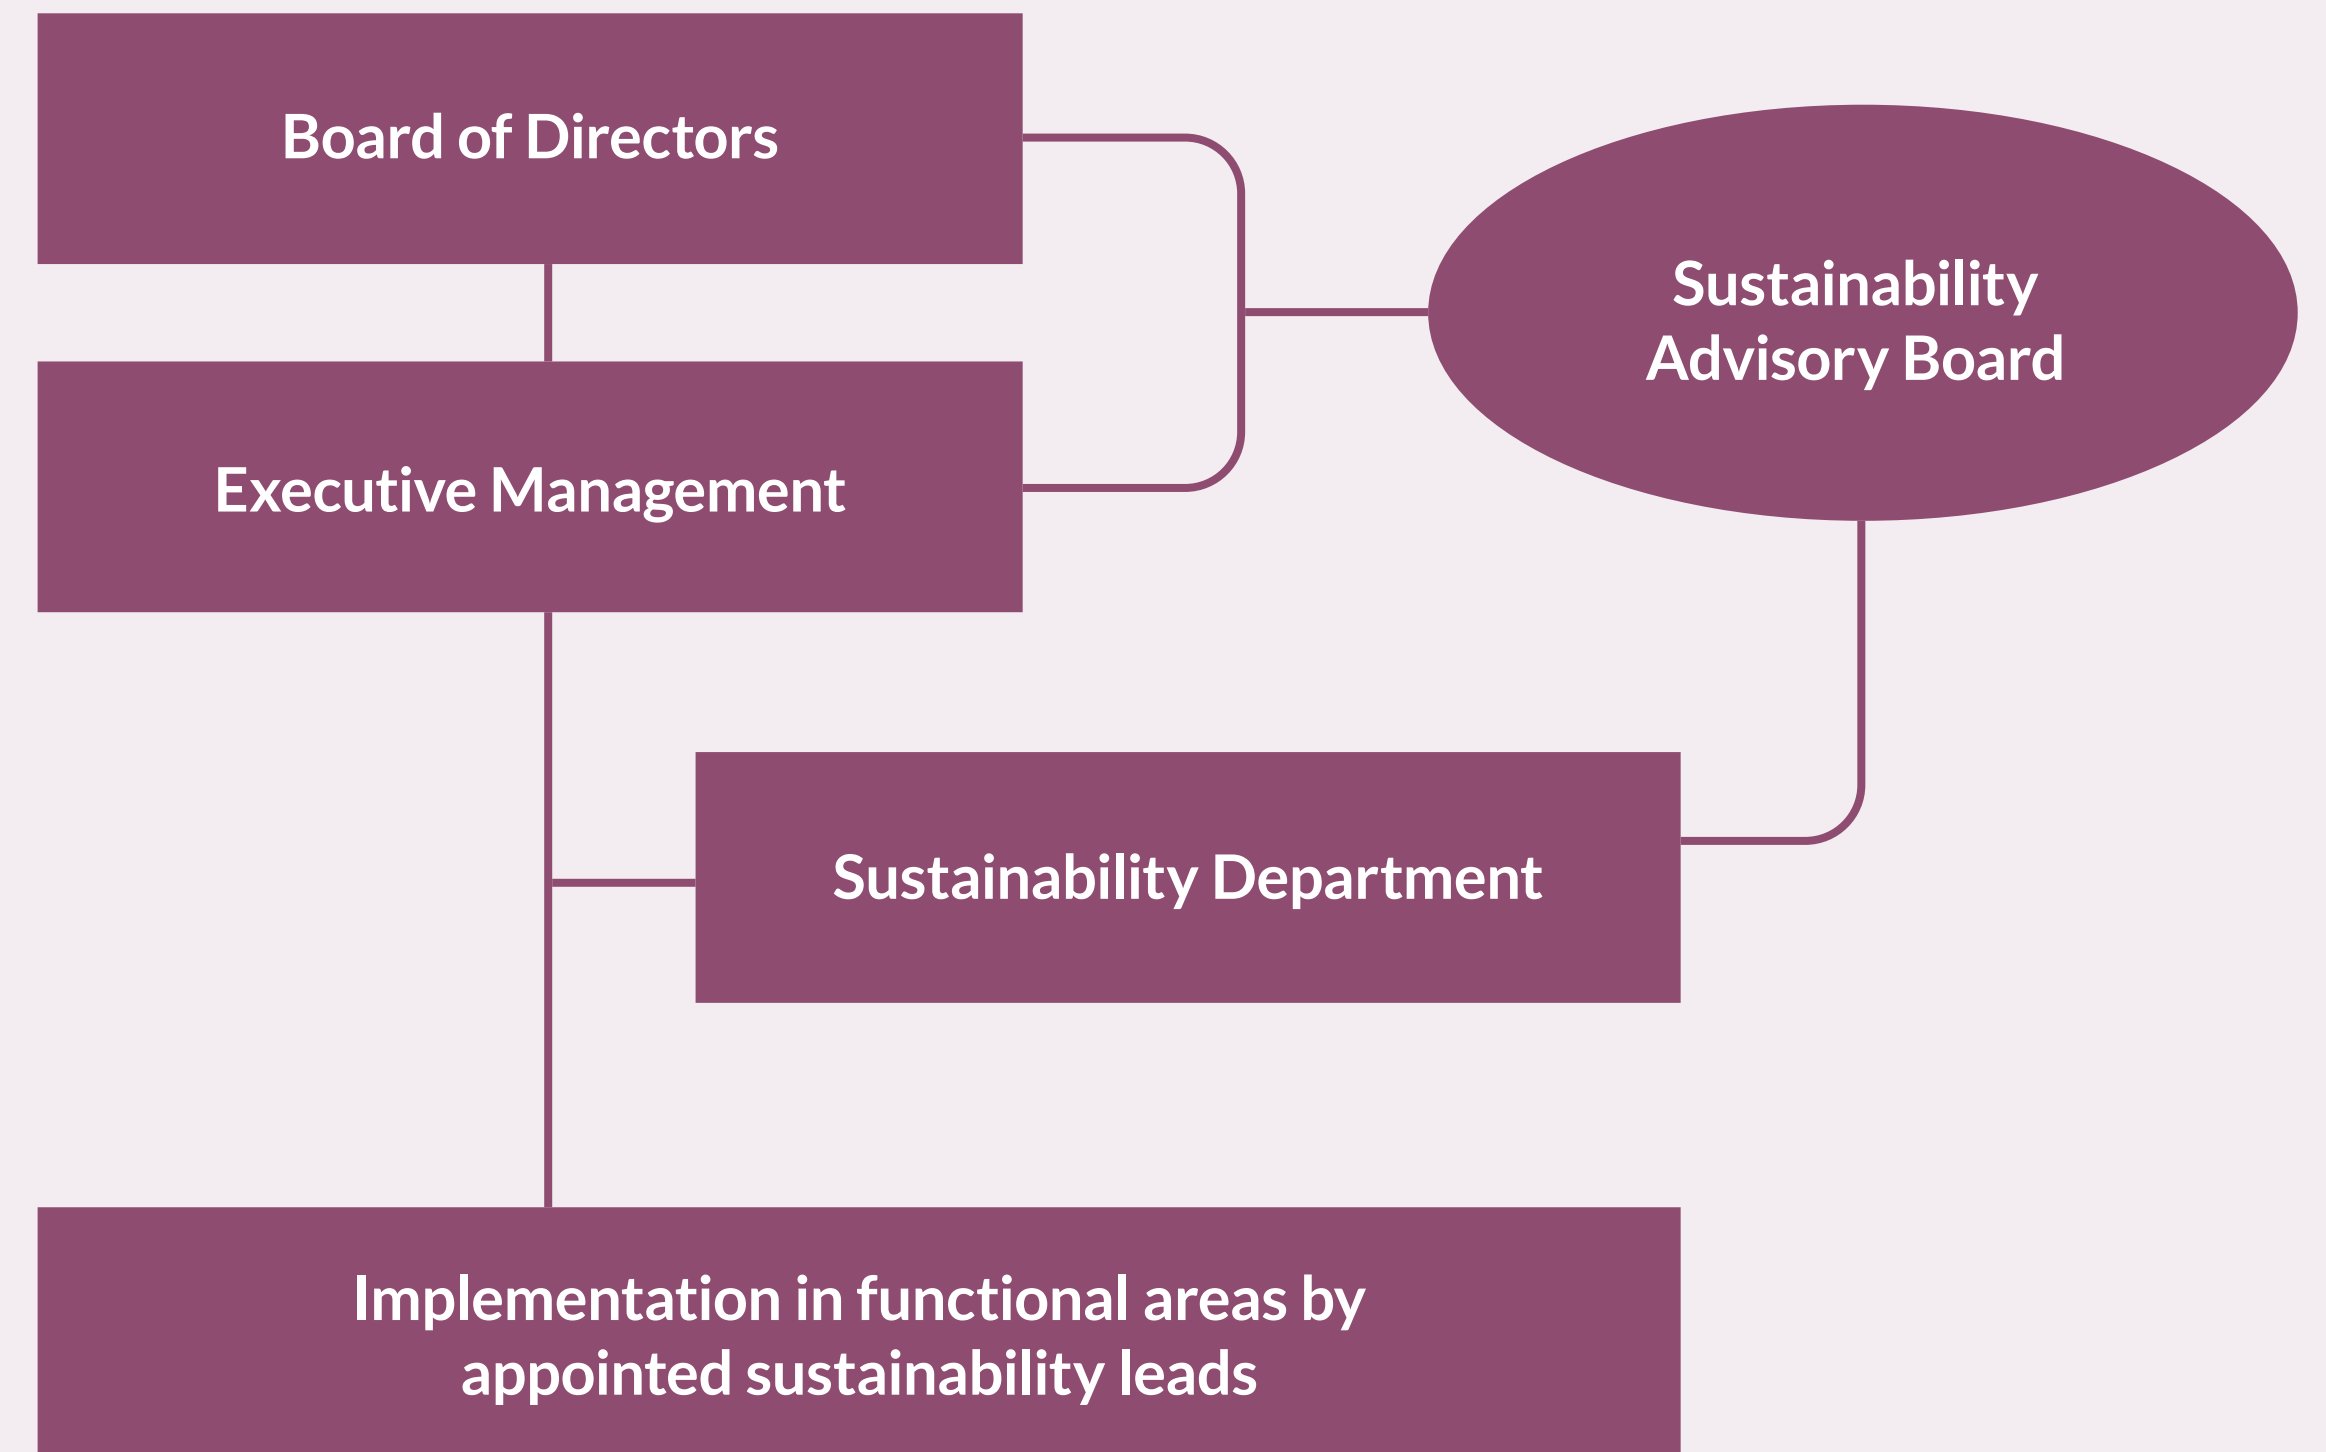 Board of Directors
Sustainability
Advisory Board
Executive Management
Sustainability Department
Implementation in functional areas by
appointed sustainability leads